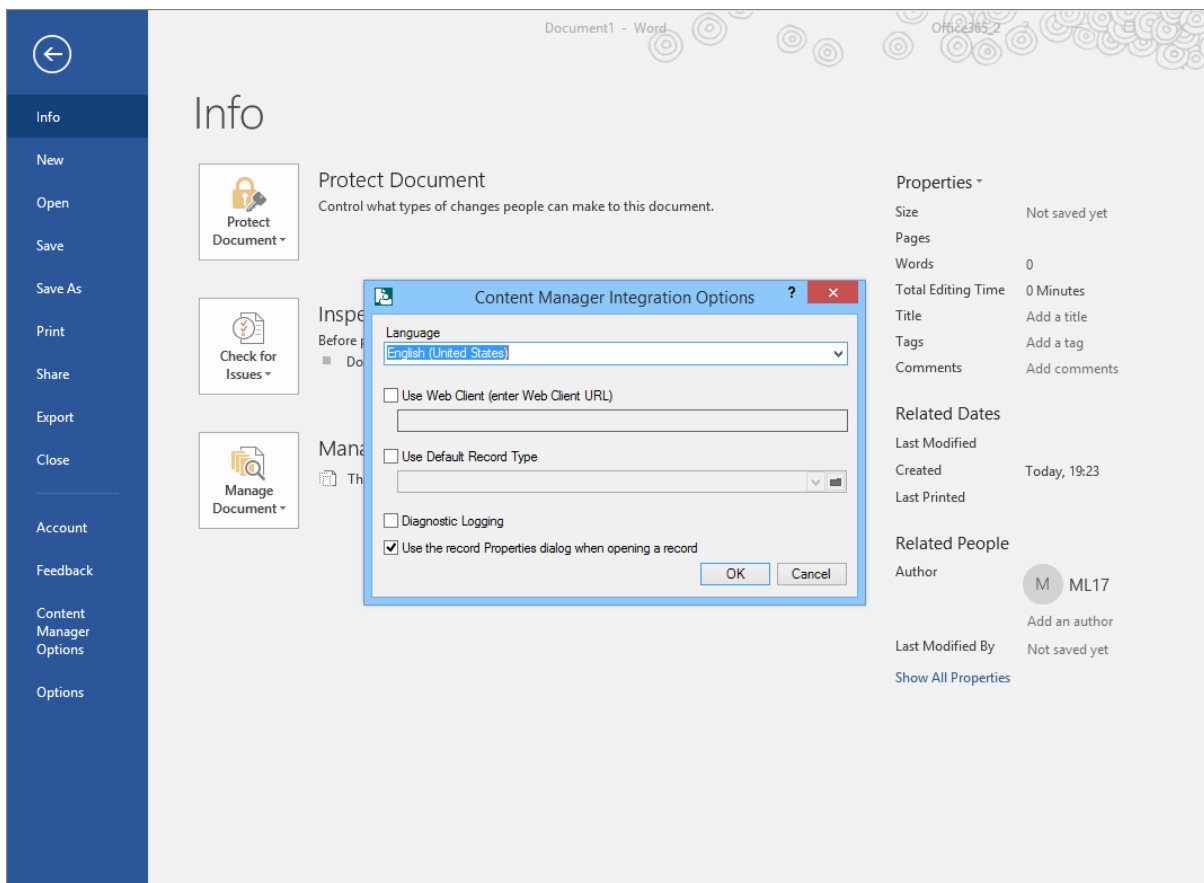 Document1 - Word
Office365_2
?
Info
New
Open
Save
Save As
Print
Share
Export
Close
Account
Feedback
Content
Manager
Options
Options
Info
Protect
Document
Protect Document
Control what types of changes people can make to this document.
Check for
Issues
Inspe
Before p
Do
Manage
Document
Mana
Th
Content Manager Integration Options
?
Language
English (United States)
Use Web Client (enter Web Client URL)
Use Default Record Type
Diagnostic Logging
Use the record Properties dialog when opening a record
OK Cancel
Properties
Size Not saved yet
Pages
Words 0
Total Editing Time 0 Minutes
Title Add a title
Tags Add a tag
Comments Add comments
Related Dates
Last Modified
Created Today, 19:23
Last Printed
Related People
Author M ML17
Add an author
Last Modified By Not saved yet
Show All Properties